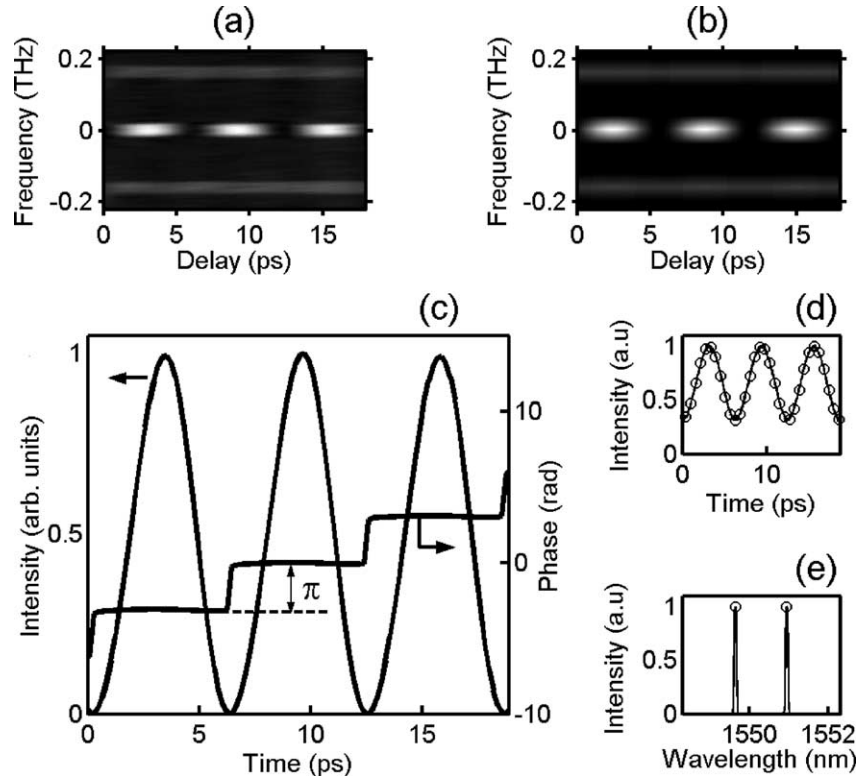 (a)
Frequency (THz)
0.2
0
-0.2
0 5 10 15
Delay (ps)
(b)
Frequency (THz)
0.2
0
-0.2
0 5 10 15
Delay (ps)
(c)
Intensity (arb. units)
1
0.5
0
0 5 10 15
Time (ps)
Phase (rad)
10
0
-10
π
(d)
Intensity (a.u)
1
0.5
0
0 10
Time (ps)
(e)
Intensity (a.u)
1
0.5
0
1550 1552
Wavelength (nm)